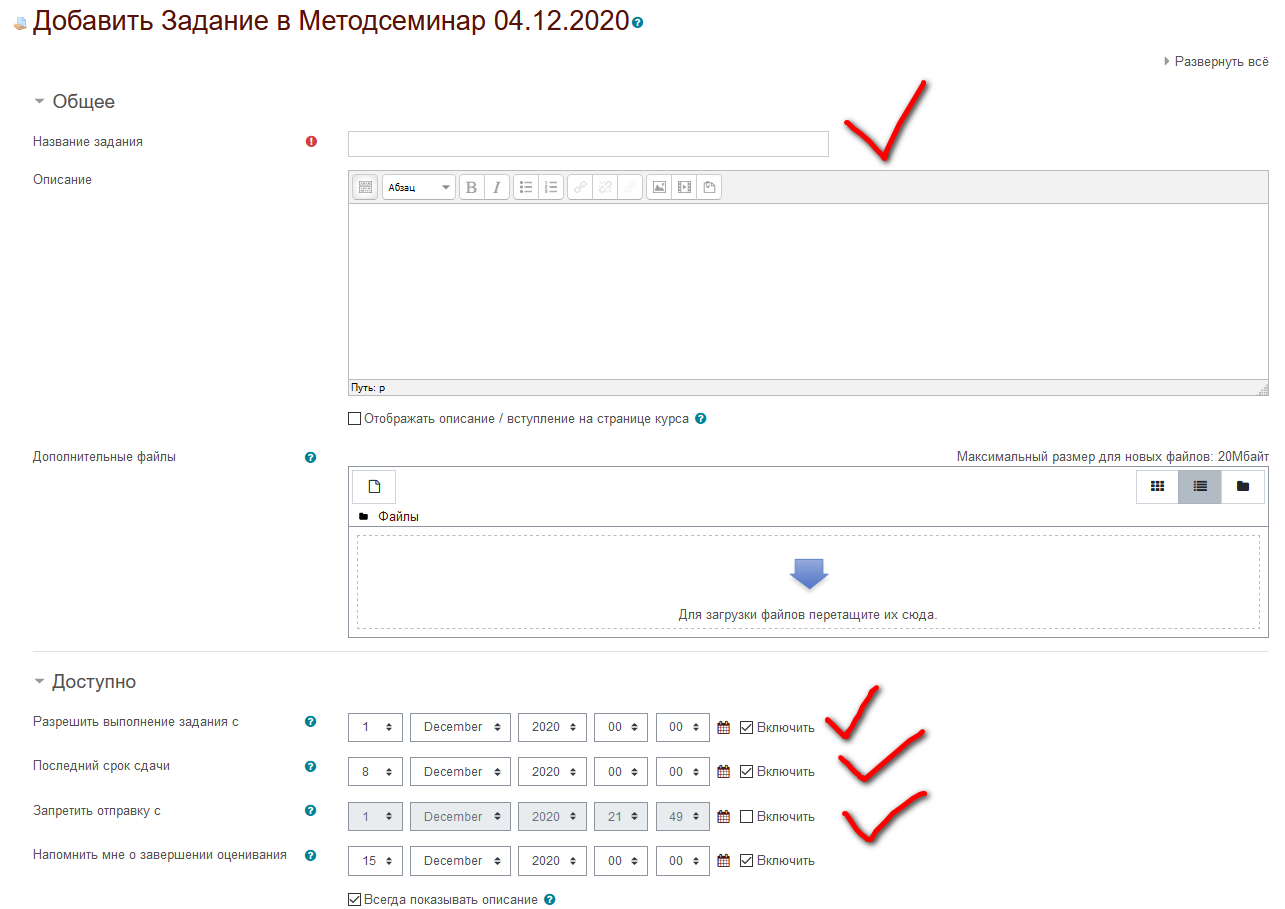 Добавить Задание в Методсеминар 04.12.2020
Развернуть всё
Общее
Название задания
Описание
Абзац B I
Путь: p
Отображать описание / вступление на странице курса
Дополнительные файлы
Максимальный размер для новых файлов: 20Мбайт
Файлы
Для загрузки файлов перетащите их сюда.
Доступно
Разрешить выполнение задания с 1 December 2020 00 00 Включить
Последний срок сдачи 8 December 2020 00 00 Включить
Запретить отправку с 1 December 2020 21 49 Включить
Напомнить мне о завершении оценивания 15 December 2020 00 00 Включить
Всегда показывать описание